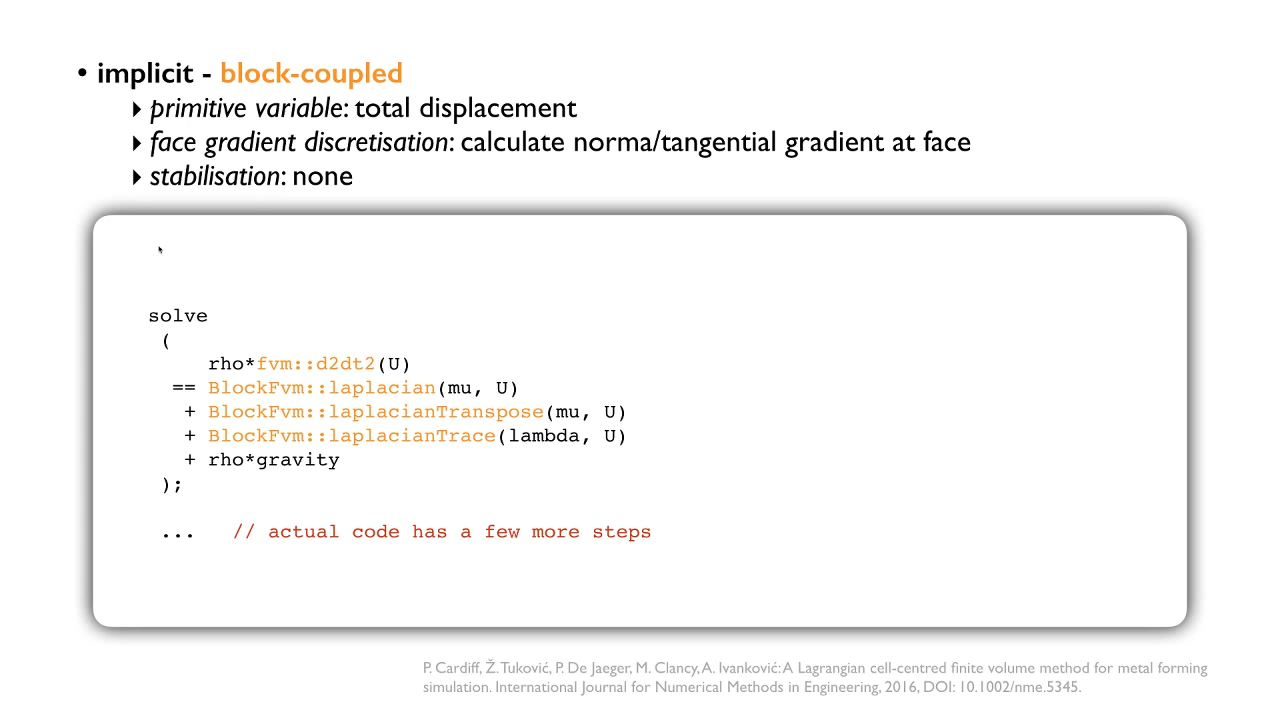 • implicit - block-coupled
‣ primitive variable: total displacement
‣ face gradient discretisation: calculate norma/tangential gradient at face
‣ stabilisation: none
solve
(
rho*fvm::d2dt2(U)
== BlockFvm::laplacian(mu, U)
+ BlockFvm::laplacianTranspose(mu, U)
+ BlockFvm::laplacianTrace(lambda, U)
+ rho*gravity
);
... // actual code has a few more steps
P. Cardiff, Ž. Tuković, P. De Jaeger, M. Clancy, A. Ivanković: A Lagrangian cell-centred finite volume method for metal forming
simulation. International Journal for Numerical Methods in Engineering, 2016, DOI: 10.1002/nme.5345.